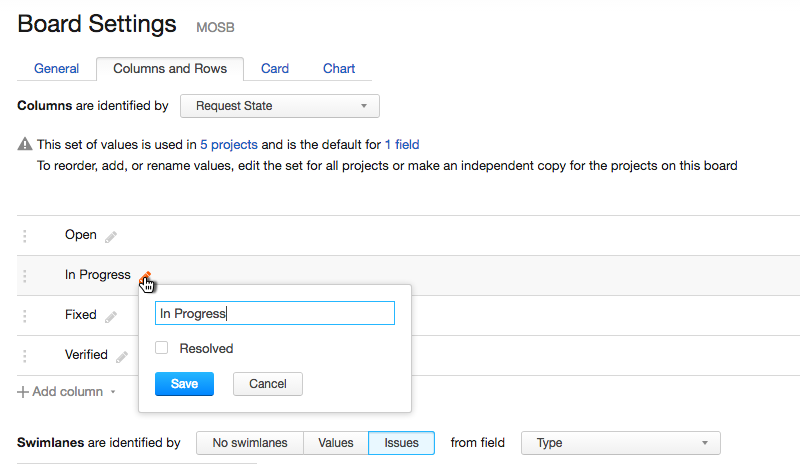 Board Settings MOSB
General Columns and Rows Card Chart
Columns are identified by Request State
This set of values is used in 5 projects and is the default for 1 field
To reorder, add, or rename values, edit the set for all projects or make an independent copy for the projects on this board
Open
In Progress
In Progress
Fixed
Resolved
Verified
Save Cancel
+ Add column
Swimlanes are identified by No swimlanes Values Issues from field Type